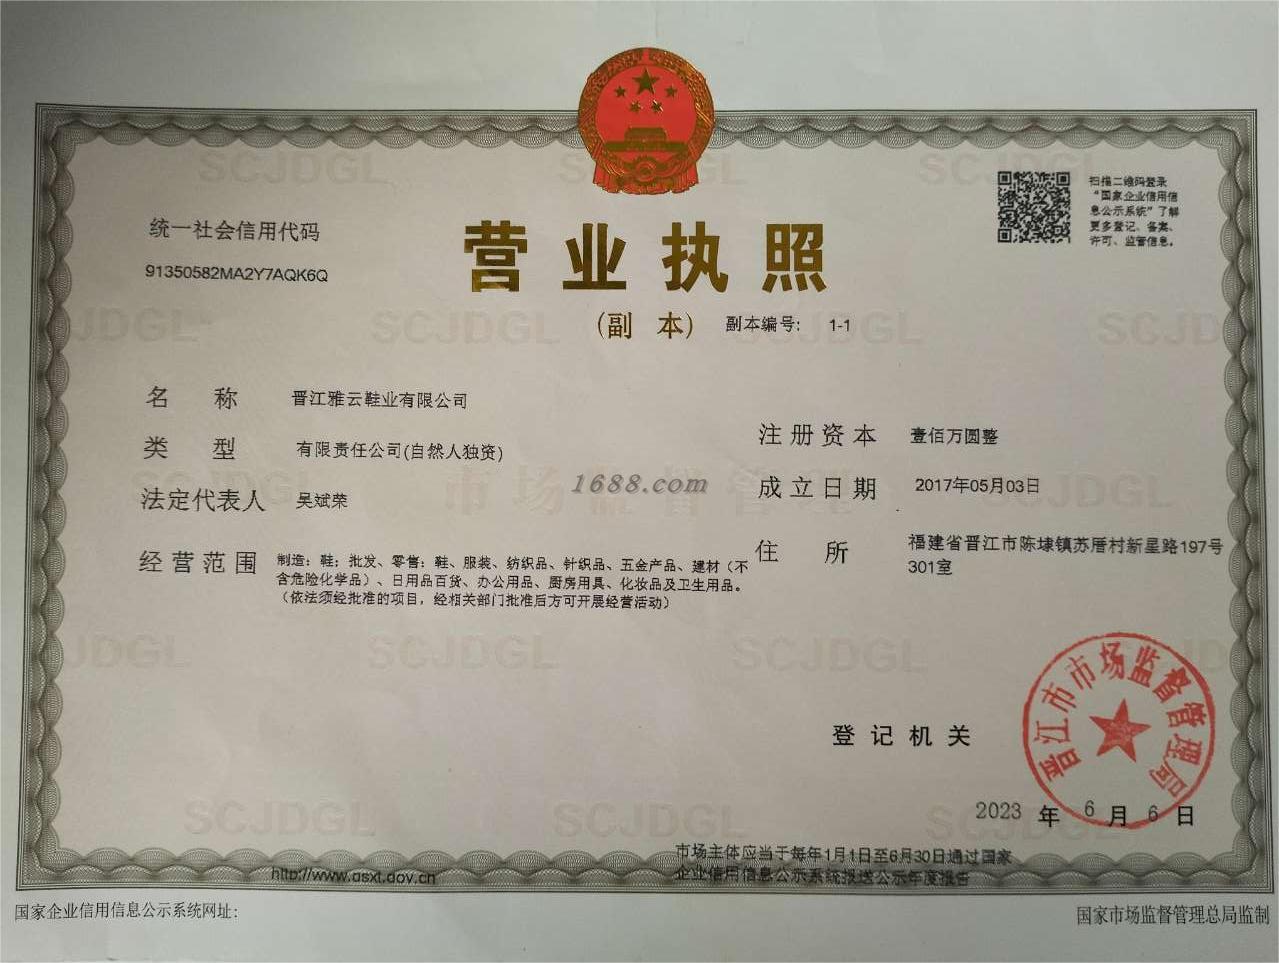 扫描二维码登录
“国家企业信用信
息公示系统”了解
更多登记、备案、
许可、监管信息。
统一社会信用代码
91350582MA2Y7AQK6Q
营业执照
(副 本) 副本编号: 1-1
名 称 晋江雅云鞋业有限公司
类 型 有限责任公司(自然人独资)
法定代表人 吴斌荣
经营范围 制造：鞋；批发、零售：鞋、服装、纺织品、针织品、五金产品、建材（不
含危险化学品）、日用品百货、办公用品、厨房用具、化妆品及卫生用品。
（依法须经批准的项目，经相关部门批准后方可开展经营活动）
注册资本 壹佰万圆整
成立日期 2017年05月03日
住 所 福建省晋江市陈埭镇苏厝村新星路197号
301室
1688.com
市场监督管理
SCJDGL
登记机关
晋江市市场监督管理局
2023 年 6 月 6 日
市场主体应当于每年1月1日至6月30日通过国家
企业信用信息公示系统报送公示年度报告
http://www.gsxt.gov.cn
国家企业信用信息公示系统网址:
国家市场监督管理总局监制